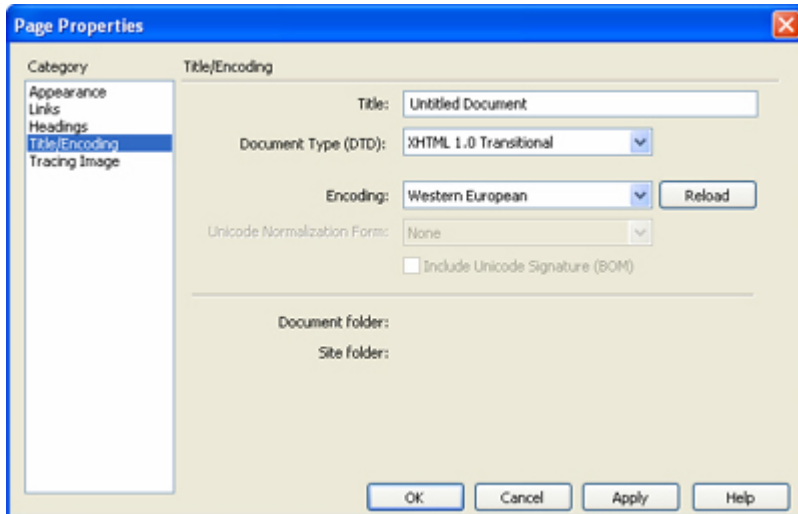 Page Properties
Category
Title/Encoding
Appearance
Links
Headings
Title/Encoding
Tracing Image
Title: Untitled Document
Document Type (DTD): XHTML 1.0 Transitional
Encoding: Western European Reload
Unicode Normalization Form: None
Include Unicode Signature (BOM)
Document folder:
Site folder:
OK Cancel Apply Help